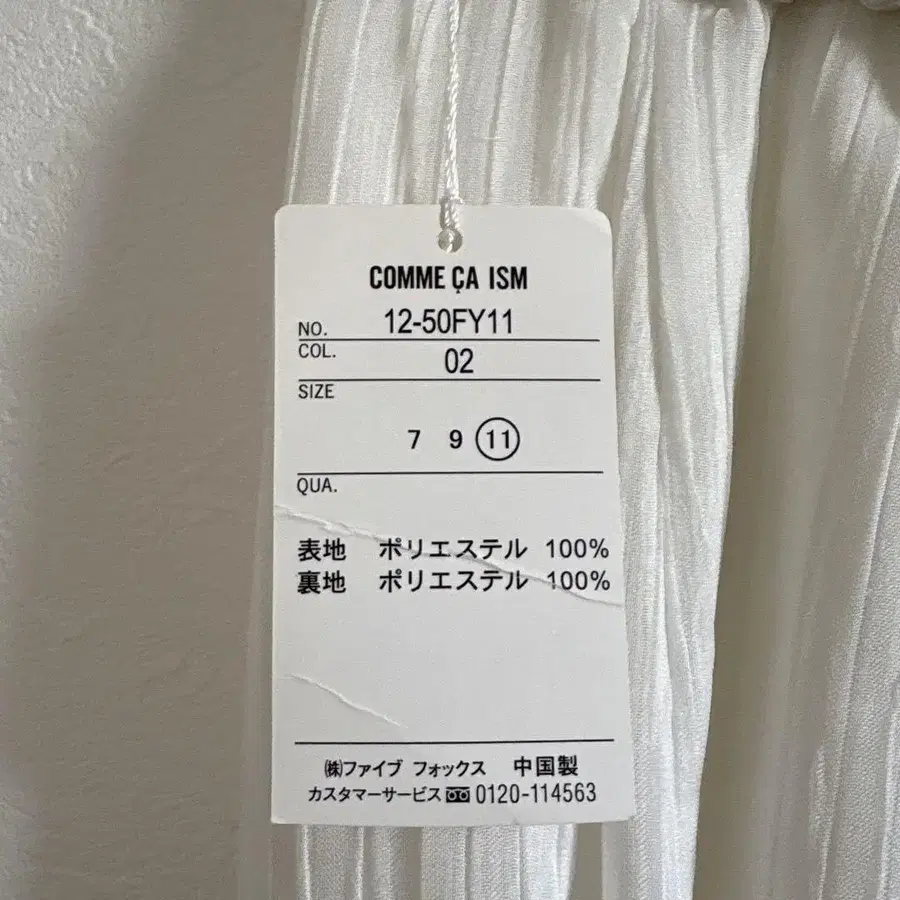 COMME ÇA ISM
NO. 12-50FY11
COL. 02
SIZE
7 9 11
QUA.
表地 ポリエステル 100%
裏地 ポリエステル 100%
㈱ファイブ フォックス 中国製
カスタマーサービス 0120-114563